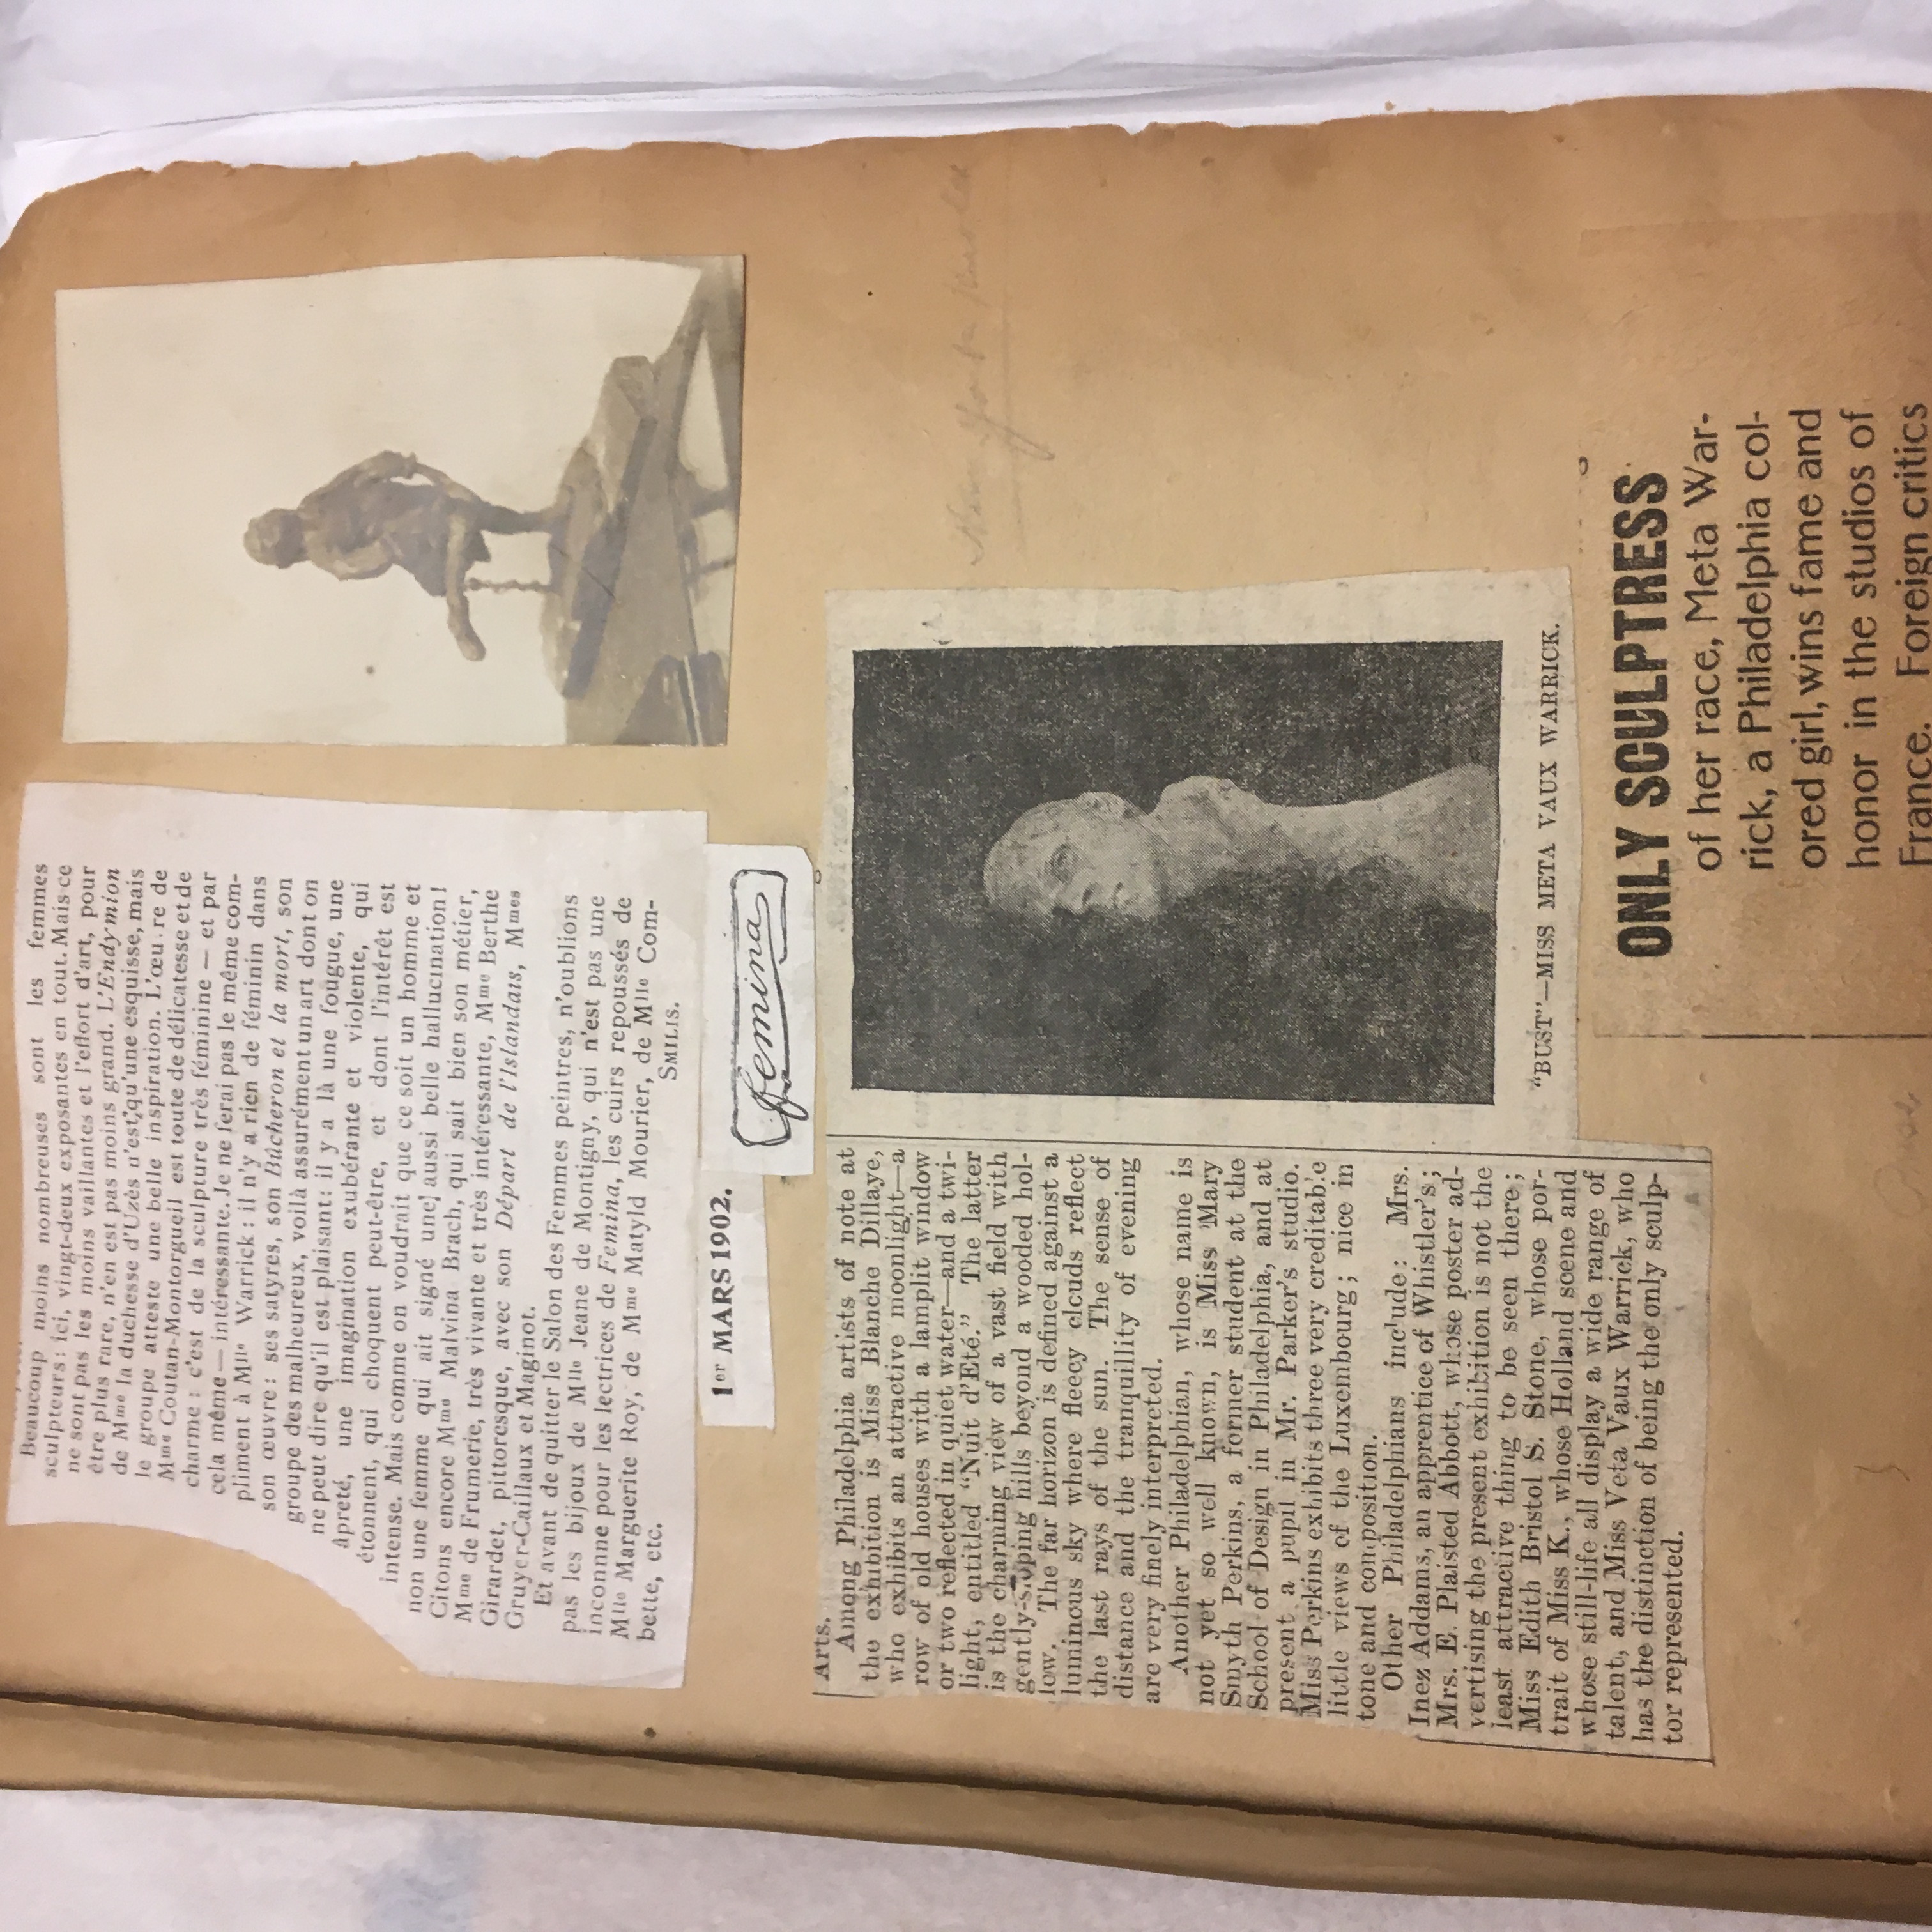 Beaucoup moins nombreuses sont les femmes
sculpteurs: ici, vingt-deux exposantes en tout. Mais ce
ne sont pas les moins vaillantes et l'effort d'art, pour
être plus rare, n'en est pas moins grand. L'Endymion
de Mme la duchesse d'Uzès n'est qu'une esquisse, mais
le groupe atteste une belle inspiration. L'œuvre de
Mme Coutan-Montorgueil est toute de délicatesse et de
charme : c'est de la sculpture très féminine — et par
cela même — intéressante. Je ne ferai pas le même com-
pliment à Mlle Warrick : il n'y a rien de féminin dans
son œuvre : ses satyres, son Bûcheron et la mort, son
groupe des malheureux, voilà assurément un art dont on
ne peut dire qu'il est plaisant: il y a là une fougue, une
âpreté, une imagination exubérante et violente, qui
étonnent, qui choquent peut-être, et dont l'intérêt est
intense. Mais comme on voudrait que ce soit un homme et
non une femme qui ait signé une aussi belle hallucination!
Citons encore Mme Malvina Brach, qui sait bien son métier,
Mme de Frumerie, très vivante et très intéressante, Mme Berthe
Girardet, pittoresque, avec son Départ de l'Islandais, Mmes
Gruyer-Caillaux et Maginot.
Et avant de quitter le Salon des Femmes peintres, n'oublions
pas les bijoux de Mlle Jeane de Montigny, qui n'est pas une
inconnne pour les lectrices de Femina, les cuirs repoussés de
Mlle Marguerite Roy, de Mme Matyld Mourier, de Mlle Com-
bette, etc.
SMILIS.
Femina
1er MARS 1902.
Arts.
Among Philadelphia artists of note at
the exhibition is Miss Blanche Dillaye,
who exhibits an attractive moonlight—a
row of old houses with a lamplit window
or two reflected in quiet water—and a twi-
light, entitled "Nuit d'Eté." The latter
is the charming view of a vast field with
gently-sloping hills beyond a wooded hol-
low. The far horizon is defined against a
luminous sky where fleecy clouds reflect
the last rays of the sun. The sense of
distance and the tranquillity of evening
are very finely interpreted.
Another Philadelphian, whose name is
not yet so well known, is Miss Mary
Smyth Perkins, a former student at the
School of Design in Philadelphia, and at
present a pupil in Mr. Parker's studio.
Miss Perkins exhibits three very creditable
little views of the Luxenbourg; nice in
tone and composition.
Other Philadelphians include: Mrs.
Inez Addams, an apprentice of Whistler's;
Mrs. E. Plaisted Abbott, whose poster ad-
vertising the present exhibition is not the
least attractive thing to be seen there;
Miss Edith Bristol S. Stone, whose por-
trait of Miss K., whose Holland scene and
whose still-life all display a wide range of
talent, and Miss Veta Vaux Warrick, who
has the distinction of being the only sculp-
tor represented.
"BUST"—MISS META VAUX WARRICK.
ONLY SCULPTRESS
of her race, Meta War-
rick, a Philadelphia col-
ored girl, wins fame and
honor in the studios of
France. Foreign critics